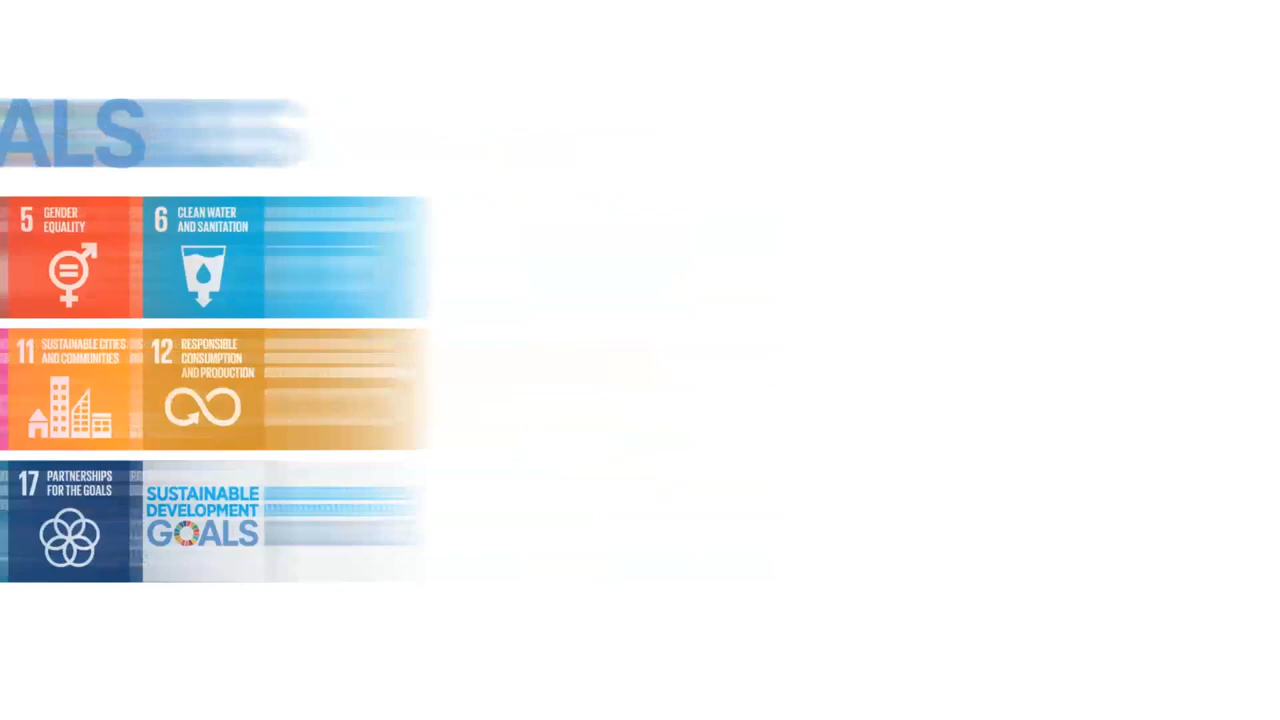 ALS
5 GENDER
EQUALITY
6 CLEAN WATER
AND SANITATION
11 SUSTAINABLE CITIES
AND COMMUNITIES
12 RESPONSIBLE
CONSUMPTION
AND PRODUCTION
17 PARTNERSHIPS
FOR THE GOALS
SUSTAINABLE
DEVELOPMENT
GOALS